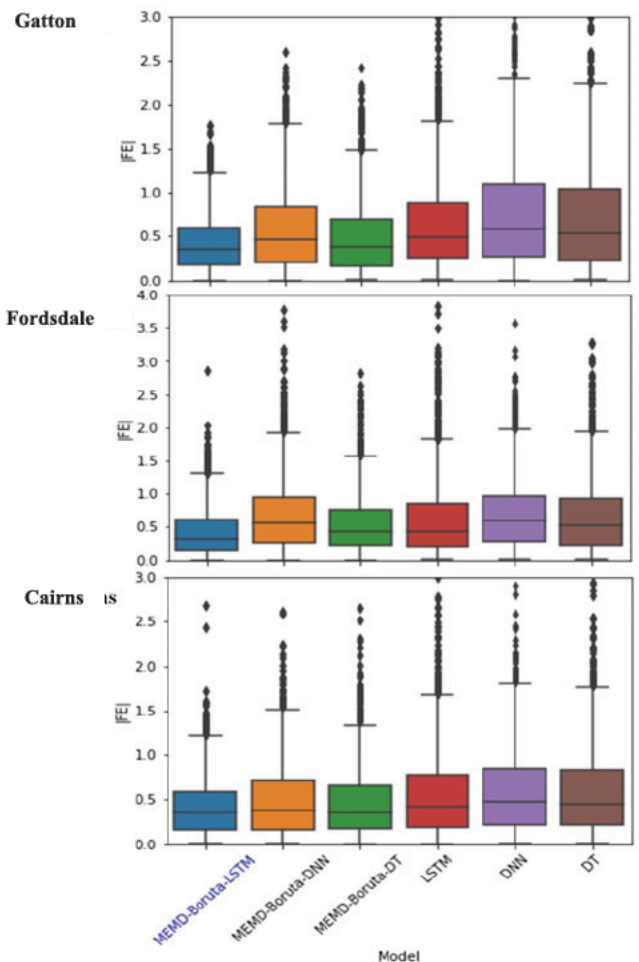 Gatton
3.0
2.5
2.0
1.5
1.0
0.5
0.0
|FE|
Fordsdale
4.0
3.5
3.0
2.5
2.0
1.5
1.0
0.5
0.0
|FE|
Cairns ıs
3.0
2.5
2.0
1.5
1.0
0.5
0.0
|FE|
MEMD-Boruta-LSTM
MEMD-Boruta-DNN
MEMD-Boruta-DT
LSTM
DNN
DT
Model